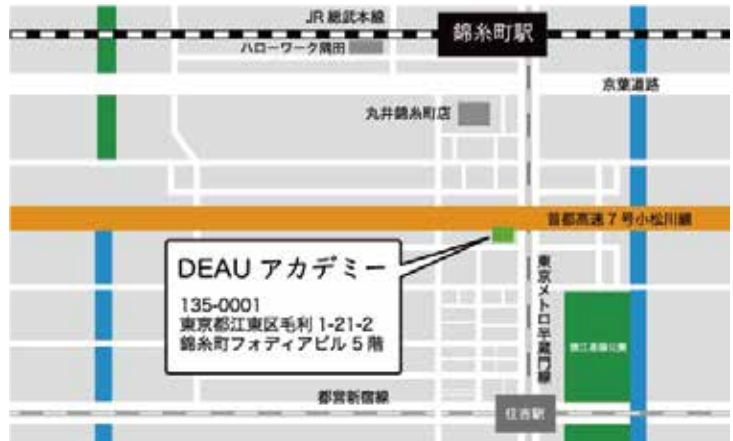 JR 総武本線
錦糸町駅
ハローワーク隅田
京葉道路
丸井錦糸町店
首都高速 7 号小松川線
DEAU アカデミー
135-0001
東京都江東区毛利 1-21-2
錦糸町フォディアビル 5 階
東京メトロ半蔵門線
都営新宿線
住吉駅